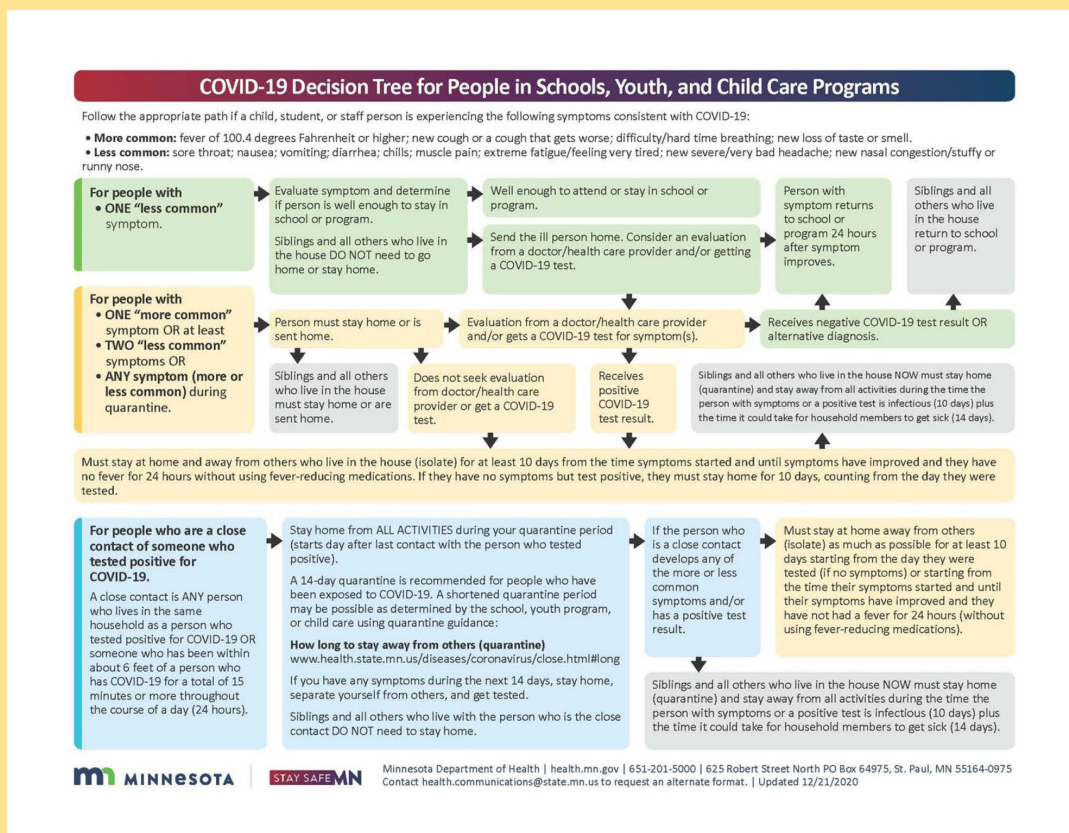 COVID-19 Decision Tree for People in Schools, Youth, and Child Care Programs
Follow the appropriate path if a child, student, or staff person is experiencing the following symptoms consistent with COVID-19:
• More common: fever of 100.4 degrees Fahrenheit or higher; new cough or a cough that gets worse; difficulty/hard time breathing; new loss of taste or smell.
• Less common: sore throat; nausea; vomiting; diarrhea; chills; muscle pain; extreme fatigue/feeling very tired; new severe/very bad headache; new nasal congestion/stuffy or
runny nose.
For people with
• ONE "less common"
symptom.
Evaluate symptom and determine
if person is well enough to stay in
school or program.
Siblings and all others who live in
the house DO NOT need to go
home or stay home.
Well enough to attend or stay in school or
program.
Send the ill person home. Consider an evaluation
from a doctor/health care provider and/or getting
a COVID-19 test.
Person with
symptom returns
to school or
program 24 hours
after symptom
improves.
Siblings and all
others who live
in the house
return to school
or program.
For people with
• ONE "more common"
symptom OR at least
• TWO "less common"
symptoms OR
• ANY symptom (more or
less common) during
quarantine.
Person must stay home or is
sent home.
Evaluation from a doctor/health care provider
and/or gets a COVID-19 test for symptom(s).
Receives negative COVID-19 test result OR
alternative diagnosis.
Siblings and all others
who live in the house
must stay home or are
sent home.
Does not seek evaluation
from doctor/health care
provider or get a COVID-19
test.
Receives
positive
COVID-19
test result.
Siblings and all others who live in the house NOW must stay home
(quarantine) and stay away from all activities during the time the
person with symptoms or a positive test is infectious (10 days) plus
the time it could take for household members to get sick (14 days).
Must stay at home and away from others who live in the house (isolate) for at least 10 days from the time symptoms started and until symptoms have improved and they have
no fever for 24 hours without using fever-reducing medications. If they have no symptoms but test positive, they must stay home for 10 days, counting from the day they were
tested.
For people who are a close
contact of someone who
tested positive for
COVID-19.
A close contact is ANY person
who lives in the same
household as a person who
tested positive for COVID-19 OR
someone who has been within
about 6 feet of a person who
has COVID-19 for a total of 15
minutes or more throughout
the course of a day (24 hours).
Stay home from ALL ACTIVITIES during your quarantine period
(starts day after last contact with the person who tested
positive).
A 14-day quarantine is recommended for people who have
been exposed to COVID-19. A shortened quarantine period
may be possible as determined by the school, youth program,
or child care using quarantine guidance:
How long to stay away from others (quarantine)
www.health.state.mn.us/diseases/coronavirus/close.html#long
If you have any symptoms during the next 14 days, stay home,
separate yourself from others, and get tested.
Siblings and all others who live with the person who is the close
contact DO NOT need to stay home.
If the person who
is a close contact
develops any of
the more or less
common
symptoms and/or
has a positive test
result.
Must stay at home away from others
(isolate) as much as possible for at least 10
days starting from the day they were
tested (if no symptoms) or starting from
the time their symptoms started and until
their symptoms have improved and they
have not had a fever for 24 hours (without
using fever-reducing medications).
Siblings and all others who live in the house NOW must stay home
(quarantine) and stay away from all activities during the time the
person with symptoms or a positive test is infectious (10 days) plus
the time it could take for household members to get sick (14 days).
MINNESOTA
STAY SAFE MN
Minnesota Department of Health | health.mn.gov | 651-201-5000 | 625 Robert Street North PO Box 64975, St. Paul, MN 55164-0975
Contact health.communications@state.mn.us to request an alternate format. | Updated 12/21/2020